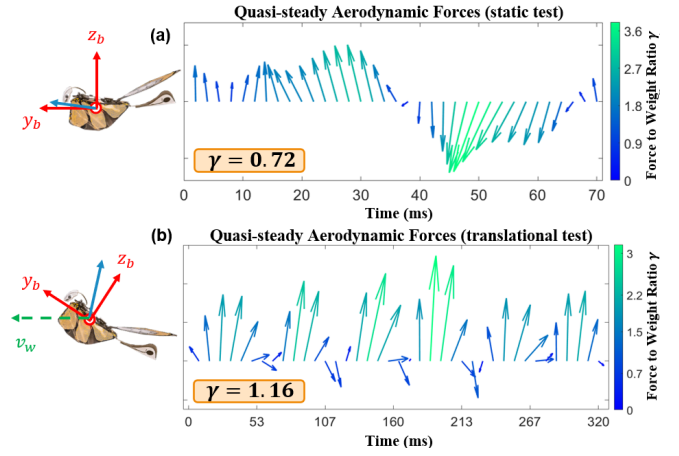 Quasi-steady Aerodynamic Forces (static test)
(a)
z_b
y_b
γ = 0.72
0 10 20 30 40 50 60 70
Time (ms)
3.6
2.7
1.8
0.9
0
Force to Weight Ratio γ
Quasi-steady Aerodynamic Forces (translational test)
(b)
y_b
z_b
v_w
γ = 1.16
0 53 107 160 213 267 320
Time (ms)
3
2.2
1.5
0.7
0
Force to Weight Ratio γ